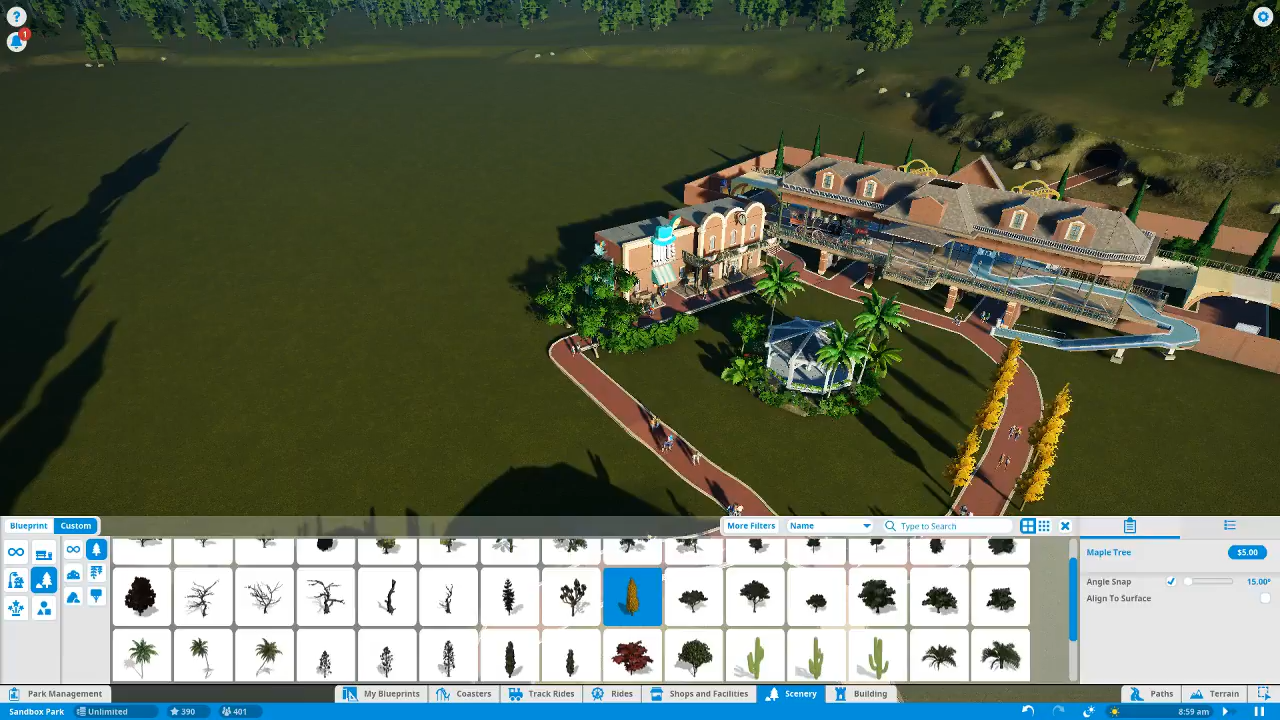 ?
1
Blueprint Custom
More Filters Name Type to Search
Maple Tree $5.00
Angle Snap 15.00°
Align To Surface
Park Management My Blueprints Coasters Track Rides Rides Shops and Facilities Scenery Building Paths Terrain
Sandbox Park Unlimited 390 401 8:59 am